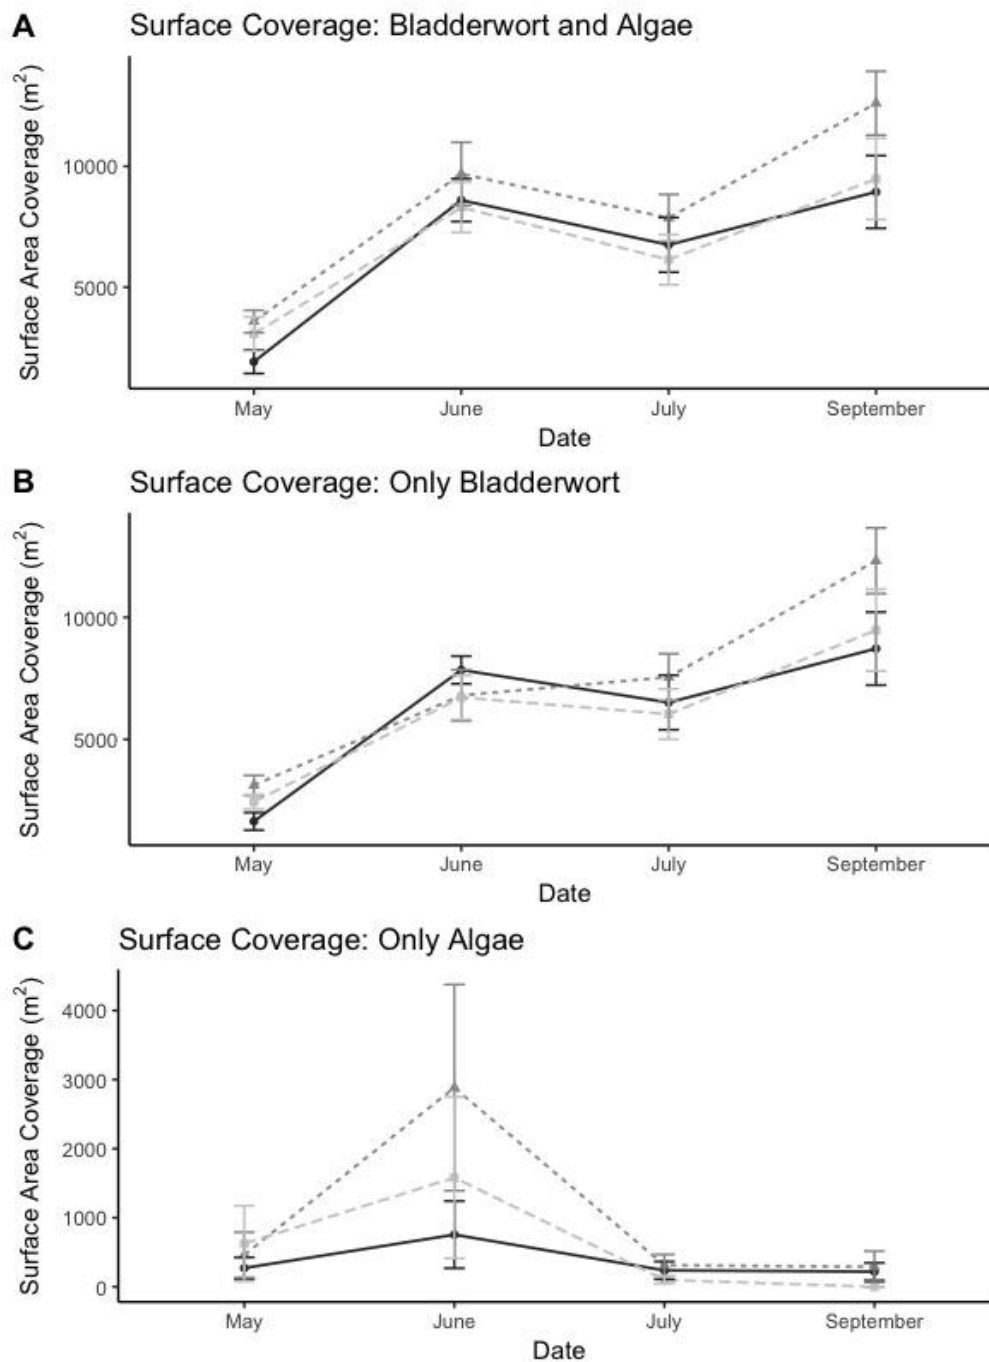 A Surface Coverage: Bladderwort and Algae
Surface Area Coverage (m²)
10000
5000
May June July September
Date
B Surface Coverage: Only Bladderwort
Surface Area Coverage (m²)
10000
5000
May June July September
Date
C Surface Coverage: Only Algae
Surface Area Coverage (m²)
4000
3000
2000
1000
0
May June July September
Date